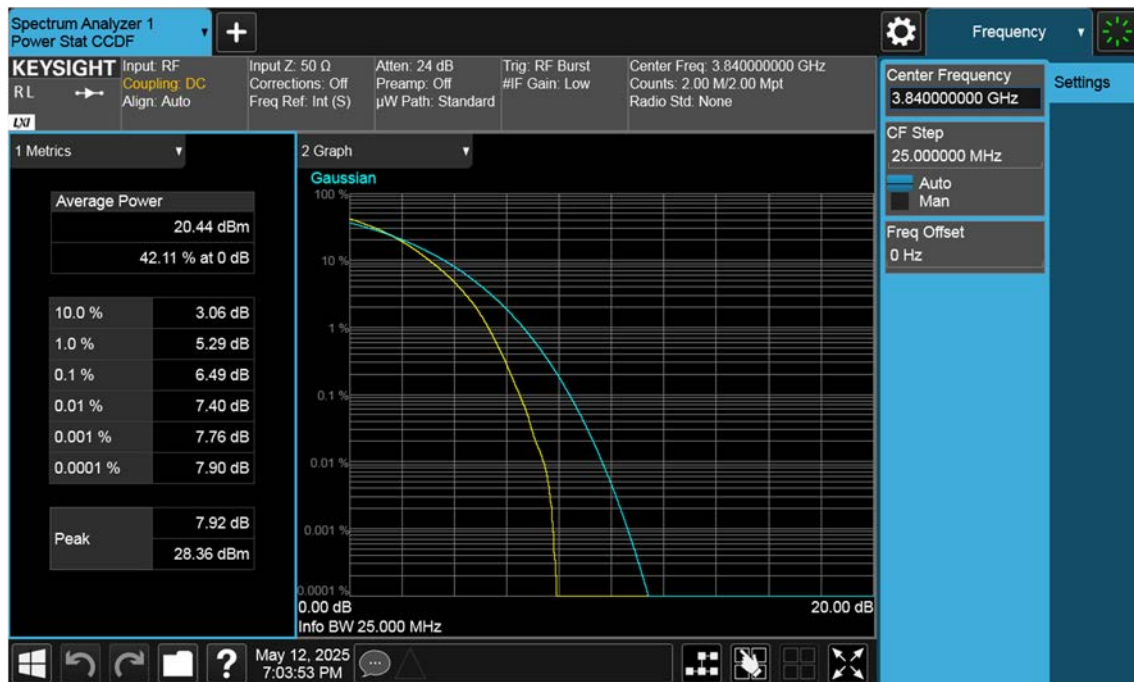 Spectrum Analyzer 1
Power Stat CCDF
Frequency
KEYSIGHT
RL
LXI
Input: RF
Coupling: DC
Align: Auto
Input Z: 50 Ω
Corrections: Off
Freq Ref: Int (S)
Atten: 24 dB
Preamp: Off
µW Path: Standard
Trig: RF Burst
#IF Gain: Low
Center Freq: 3.840000000 GHz
Counts: 2.00 M/2.00 Mpt
Radio Std: None
Center Frequency
3.840000000 GHz
Settings
CF Step
25.000000 MHz
Auto
Man
Freq Offset
0 Hz
1 Metrics
Average Power
20.44 dBm
42.11 % at 0 dB
10.0 % 3.06 dB
1.0 % 5.29 dB
0.1 % 6.49 dB
0.01 % 7.40 dB
0.001 % 7.76 dB
0.0001 % 7.90 dB
Peak
7.92 dB
28.36 dBm
2 Graph
Gaussian
100 %
10 %
1 %
0.1 %
0.01 %
0.001 %
0.0001 %
0.00 dB 20.00 dB
Info BW 25.000 MHz
?
May 12, 2025
7:03:53 PM